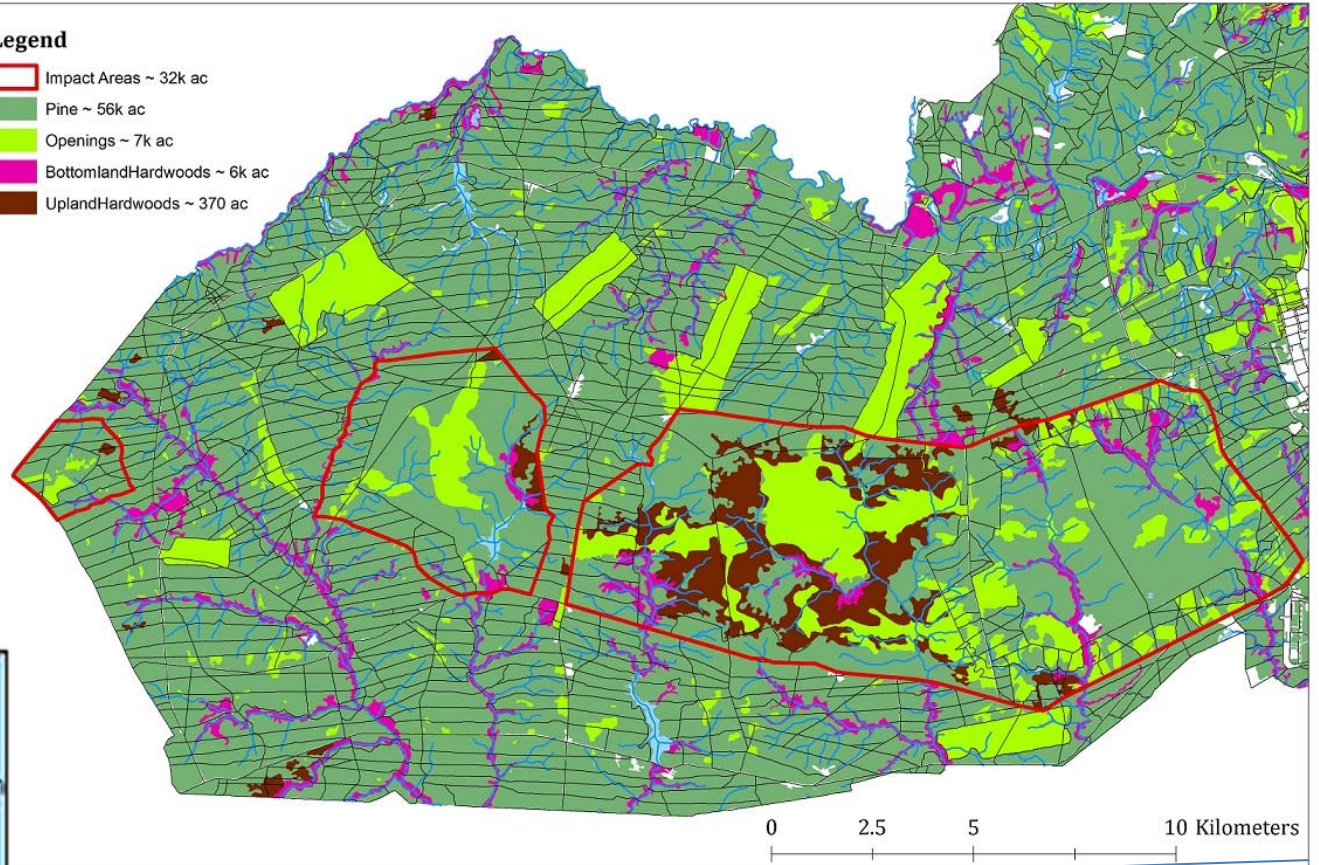 Legend
Impact Areas ~ 32k ac
Pine ~ 56k ac
Openings ~ 7k ac
BottomlandHardwoods ~ 6k ac
UplandHardwoods ~ 370 ac
0 2.5 5 10 Kilometers